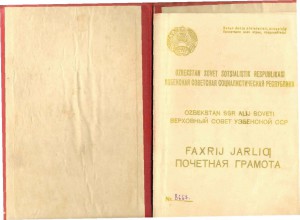 OZBEKSTAN SOVET SOTSIALISTIK RESPUBLIKASI
УЗБЕКСКАЯ СОВЕТСКАЯ СОЦИАЛИСТИЧЕСКАЯ РЕСПУБЛИКА
OZBEKSTAN SSR ALIJ SOVETI
ВЕРХОВНЫЙ СОВЕТ УЗБЕКСКОЙ ССР
FAXRIJ JARLIQ
ПОЧЕТНАЯ ГРАМОТА
№